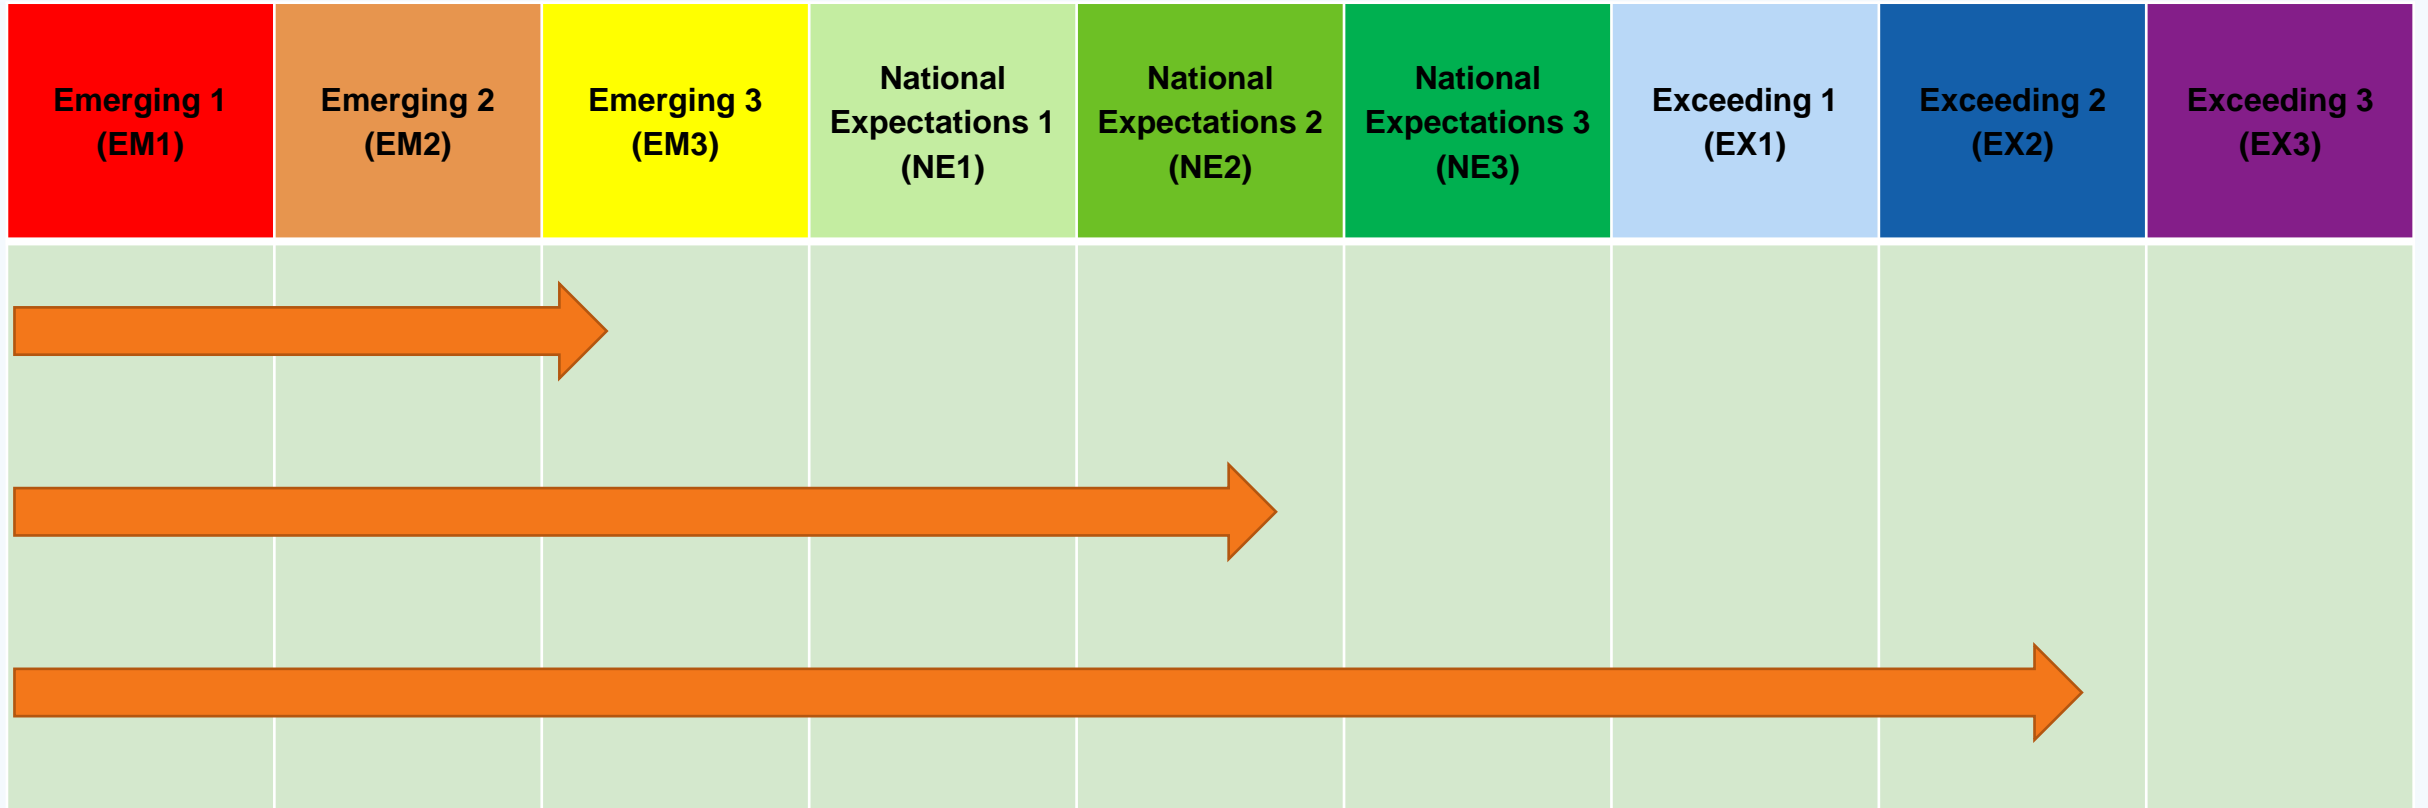 Emerging 1
(EM1)
Emerging 2
(EM2)
Emerging 3
(EM3)
National
Expectations 1
(NE1)
National
Expectations 2
(NE2)
National
Expectations 3
(NE3)
Exceeding 1
(EX1)
Exceeding 2
(EX2)
Exceeding 3
(EX3)